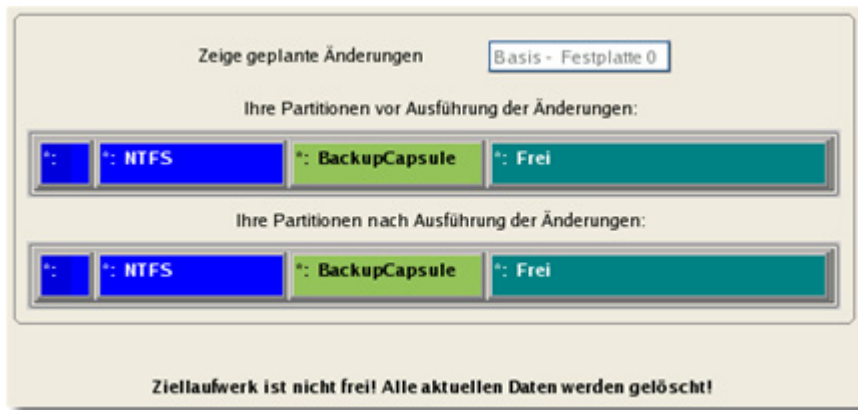 Zeige geplante Änderungen Basis - Festplatte 0
Ihre Partitionen vor Ausführung der Änderungen:
*: *: NTFS *: BackupCapsule *: Frei
Ihre Partitionen nach Ausführung der Änderungen:
*: *: NTFS *: BackupCapsule *: Frei
Ziellaufwerk ist nicht frei! Alle aktuellen Daten werden gelöscht!